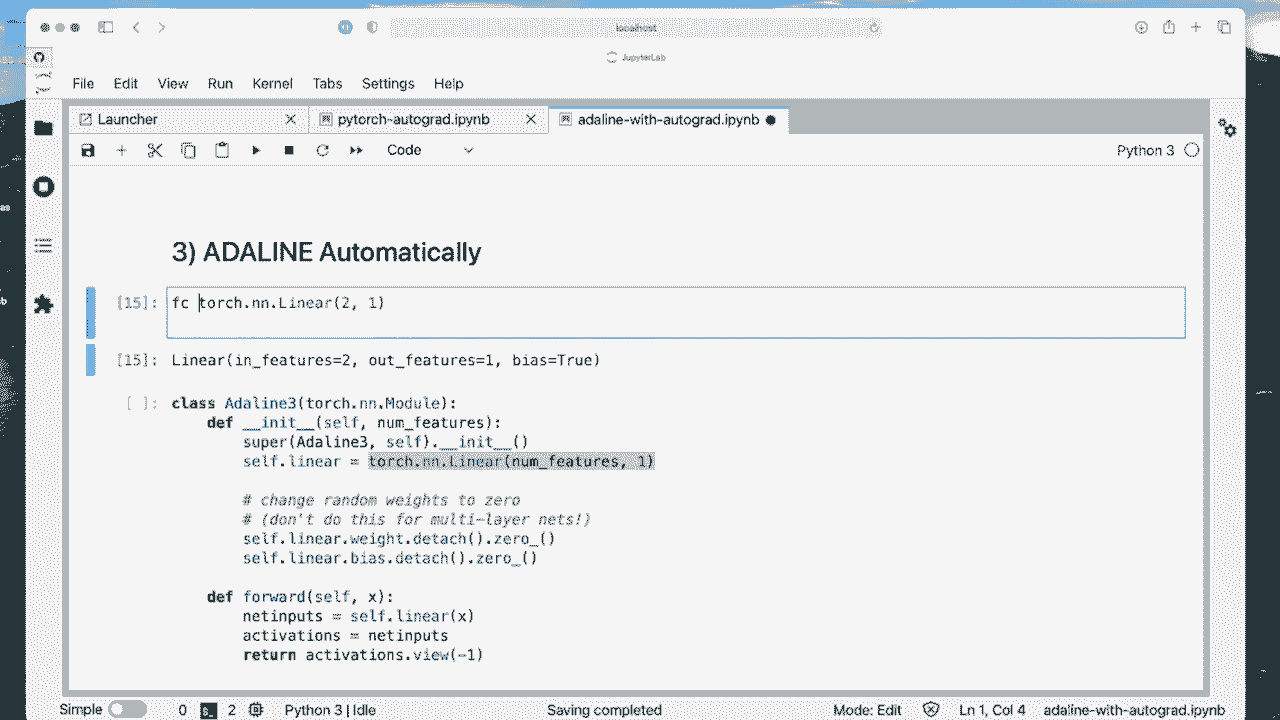 localhost
JupyterLab
File Edit View Run Kernel Tabs Settings Help
Launcher pytorch-autograd.ipynb adaline-with-autograd.ipynb
Code Python 3
3) ADALINE Automatically
[15]: fc torch.nn.Linear(2, 1)
[15]: Linear(in_features=2, out_features=1, bias=True)
[ ]: class Adaline3(torch.nn.Module):
def __init__(self, num_features):
super(Adaline3, self).__init__()
self.linear = torch.nn.Linear(num_features, 1)
# change random weights to zero
# (don't do this for multi-layer nets!)
self.linear.weight.detach().zero_()
self.linear.bias.detach().zero_()
def forward(self, x):
netinputs = self.linear(x)
activations = netinputs
return activations.view(-1)
Simple 0 2 Python 3 | Idle Saving completed Mode: Edit Ln 1, Col 4 adaline-with-autograd.ipynb